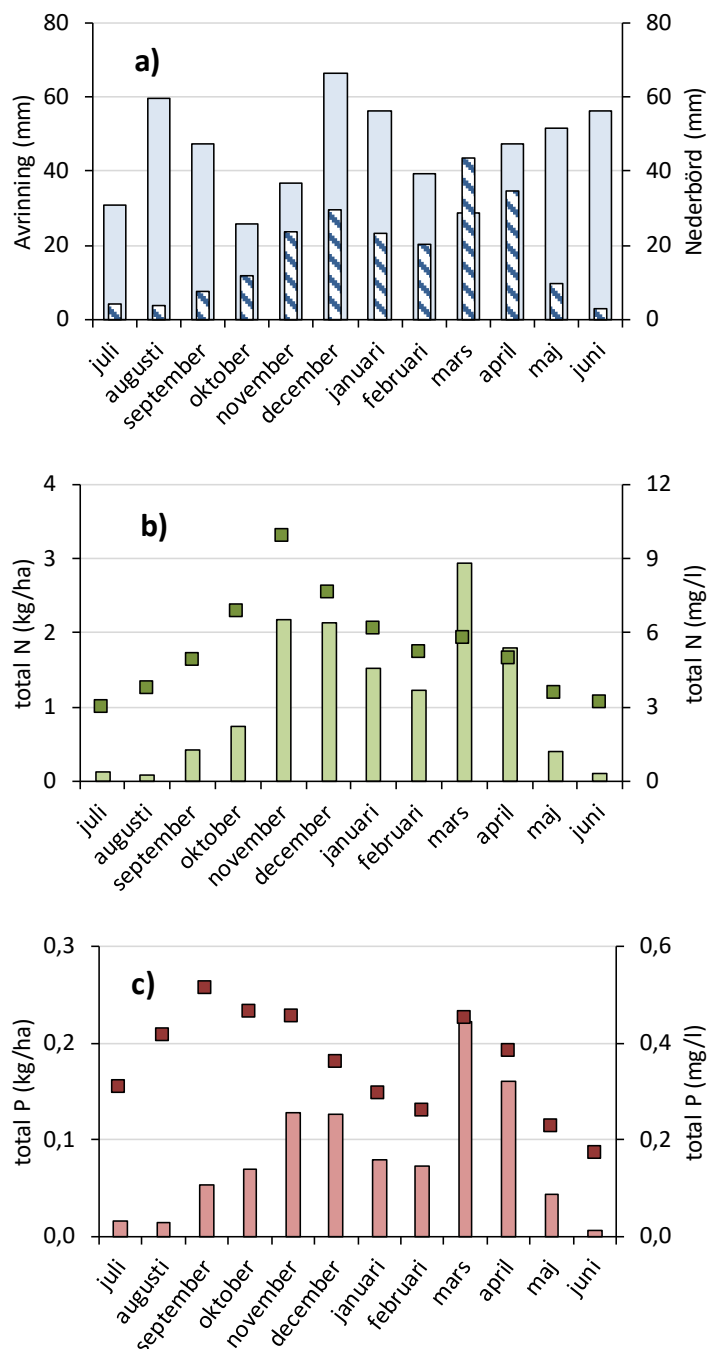 a)
Avrinning (mm)
80
60
40
20
0
Nederbörd (mm)
80
60
40
20
0
juli
augusti
september
oktober
november
december
januari
februari
mars
april
maj
juni
b)
total N (kg/ha)
4
3
2
1
0
total N (mg/l)
12
9
6
3
0
juli
augusti
september
oktober
november
december
januari
februari
mars
april
maj
juni
c)
total P (kg/ha)
0,3
0,2
0,1
0,0
total P (mg/l)
0,6
0,4
0,2
0,0
juli
augusti
september
oktober
november
december
januari
februari
mars
april
maj
juni